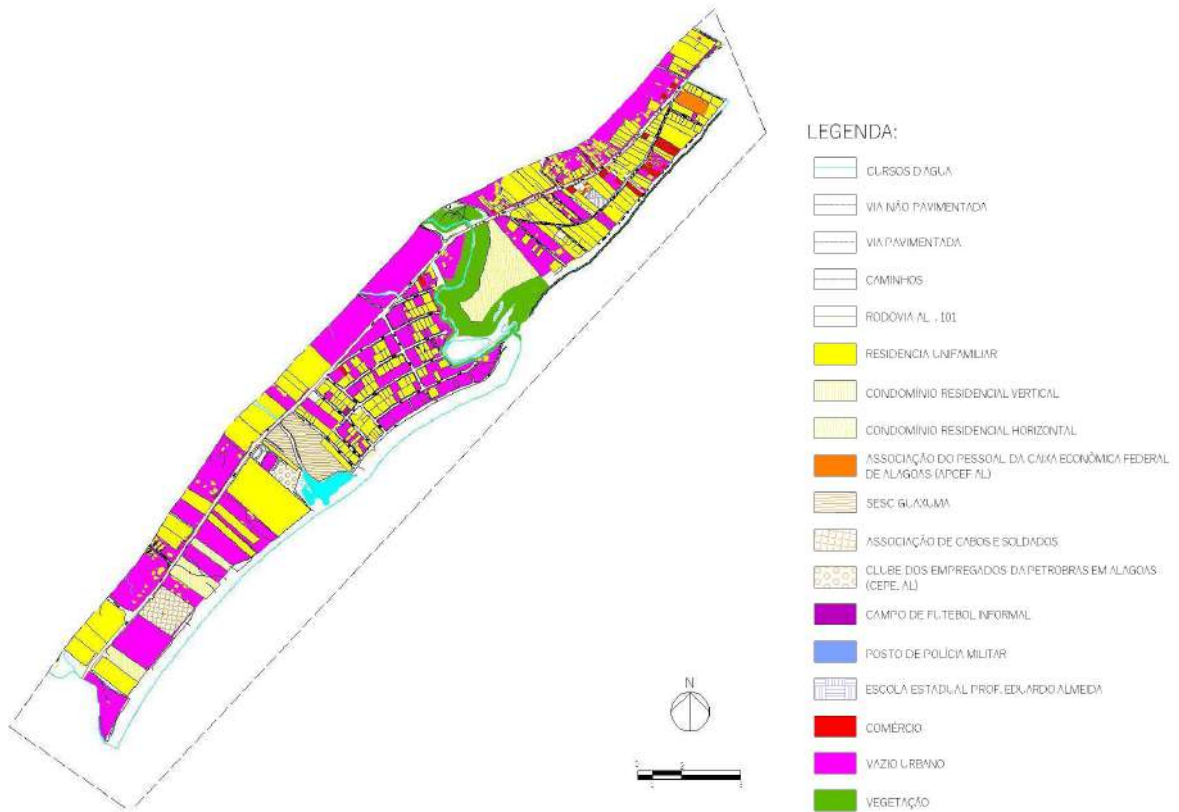 LEGENDA:
CURSOS D'ÁGUA
VIA NÃO PAVIMENTADA
VIA PAVIMENTADA
CAMINHOS
RODOVIA AL . 101
RESIDENCIA UNIFAMILIAR
CONDOMÍNIO RESIDENCIAL VERTICAL
CONDOMÍNIO RESIDENCIAL HORIZONTAL
ASSOCIAÇÃO DO PESSOAL DA CAIXA ECONÔMICA FEDERAL
DE ALAGOAS (APCEF AL)
SESC GUAXUMA
ASSOCIAÇÃO DE CABOS E SOLDADOS
CLUBE DOS EMPREGADOS DA PETROBRAS EM ALAGOAS
(CEPE, AL)
CAMPO DE FUTEBOL INFORMAL
POSTO DE POLÍCIA MILITAR
ESCOLA ESTADUAL PROF. EDUARDO ALMEIDA
COMÉRCIO
VAZIO URBANO
VEGETAÇÃO
N